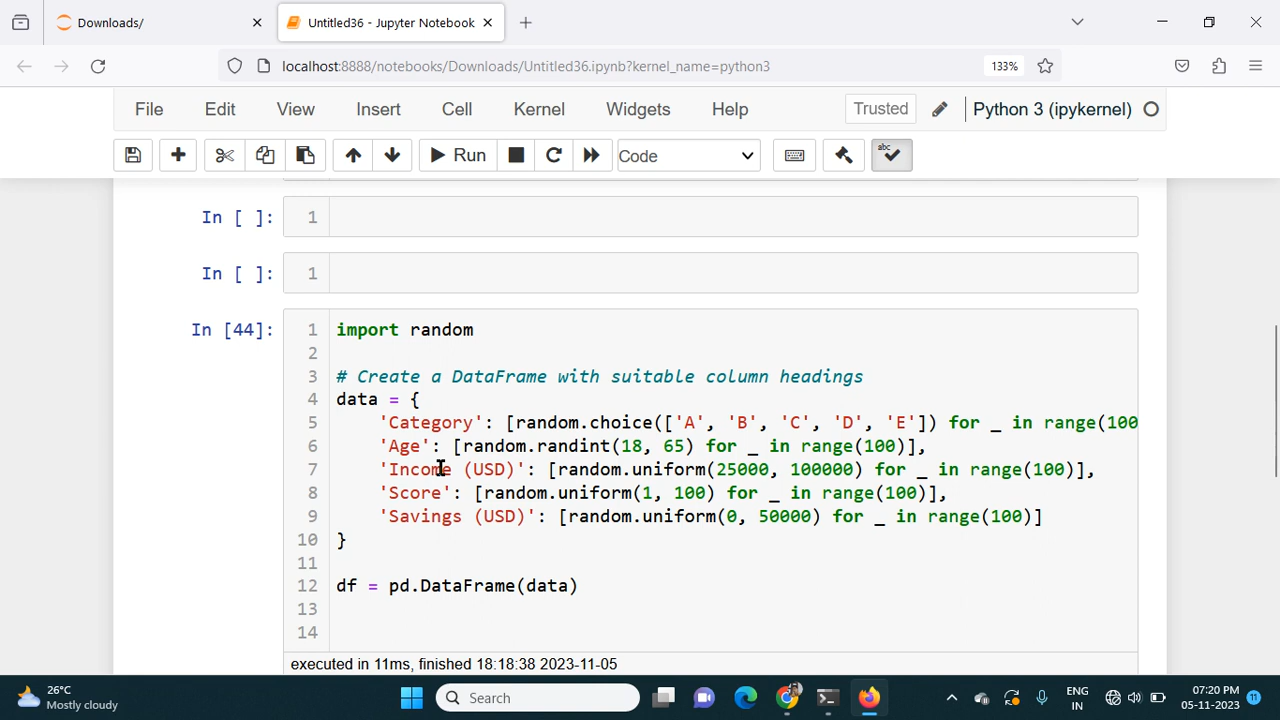 Downloads/
Untitled36 - Jupyter Notebook
localhost:8888/notebooks/Downloads/Untitled36.ipynb?kernel_name=python3
133%
File Edit View Insert Cell Kernel Widgets Help
Trusted
Python 3 (ipykernel)
Run
Code
abc
In [ ]: 1
In [ ]: 1
In [44]: 1 import random
2
3 # Create a DataFrame with suitable column headings
4 data = {
5 'Category': [random.choice(['A', 'B', 'C', 'D', 'E']) for _ in range(100
6 'Age': [random.randint(18, 65) for _ in range(100)],
7 'Income (USD)': [random.uniform(25000, 100000) for _ in range(100)],
8 'Score': [random.uniform(1, 100) for _ in range(100)],
9 'Savings (USD)': [random.uniform(0, 50000) for _ in range(100)]
10 }
11
12 df = pd.DataFrame(data)
13
14
executed in 11ms, finished 18:18:38 2023-11-05
26°C
Mostly cloudy
Search
ENG
IN
07:20 PM
05-11-2023
11